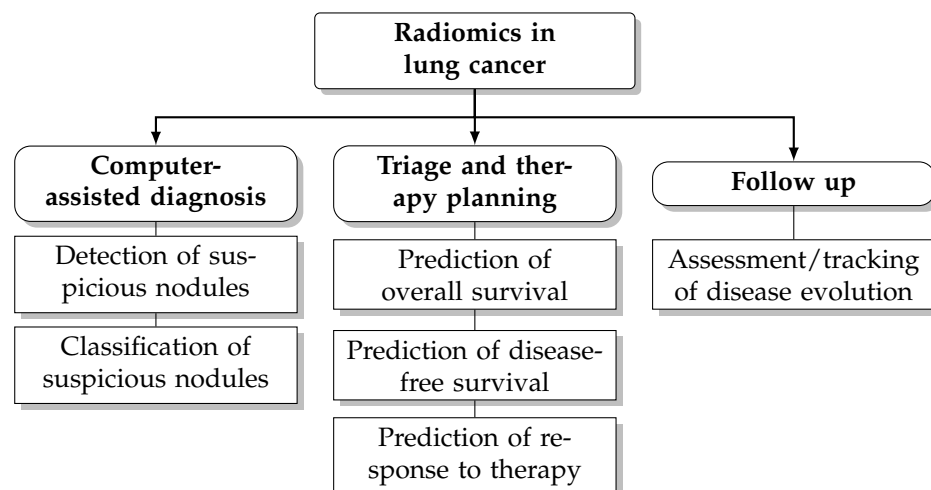 Radiomics in
lung cancer
Computer-
assisted diagnosis
Detection of sus-
picious nodules
Classification of
suspicious nodules
Triage and ther-
apy planning
Prediction of
overall survival
Prediction of disease-
free survival
Prediction of re-
sponse to therapy
Follow up
Assessment/tracking
of disease evolution